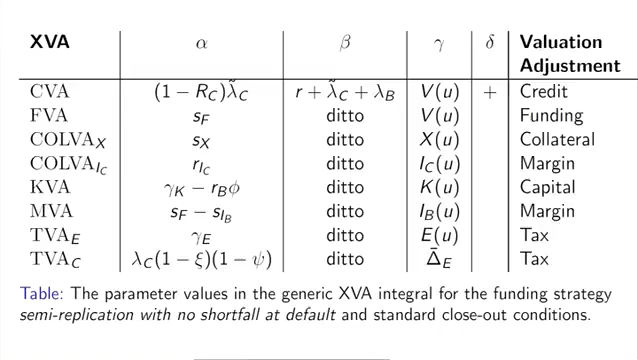 XVA α β γ δ Valuation
Adjustment
CVA (1 − R_C)λ̃_C r + λ̃_C + λ_B V(u) + Credit
FVA s_F ditto V(u) Funding
COLVA_X s_X ditto X(u) Collateral
COLVA_{I_C} r_{I_C} ditto I_C(u) Margin
KVA γ_K − r_Bϕ ditto K(u) Capital
MVA s_F − s_{I_B} ditto I_B(u) Margin
TVA_E γ_E ditto E(u) Tax
TVA_C λ_C(1 − ξ)(1 − ψ) ditto Δ̄_E Tax
Table: The parameter values in the generic XVA integral for the funding strategy
semi-replication with no shortfall at default and standard close-out conditions.